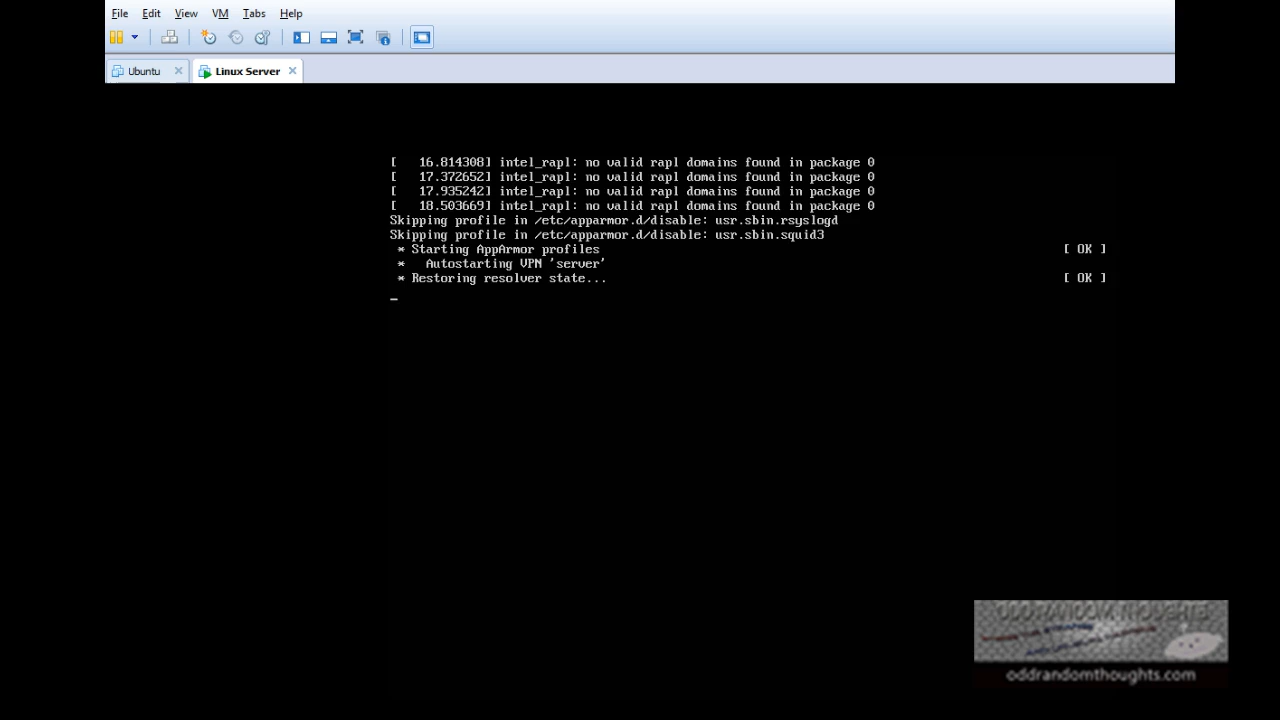 File Edit View VM Tabs Help
Ubuntu Linux Server
[   16.814308] intel_rapl: no valid rapl domains found in package 0
[   17.372652] intel_rapl: no valid rapl domains found in package 0
[   17.935242] intel_rapl: no valid rapl domains found in package 0
[   18.503669] intel_rapl: no valid rapl domains found in package 0
Skipping profile in /etc/apparmor.d/disable: usr.sbin.rsyslogd
Skipping profile in /etc/apparmor.d/disable: usr.sbin.squid3
 * Starting AppArmor profiles [ OK ]
 *   Autostarting VPN 'server'
 * Restoring resolver state... [ OK ]
_
ODD RANDOM THOUGHTS
oddrandomthoughts.com